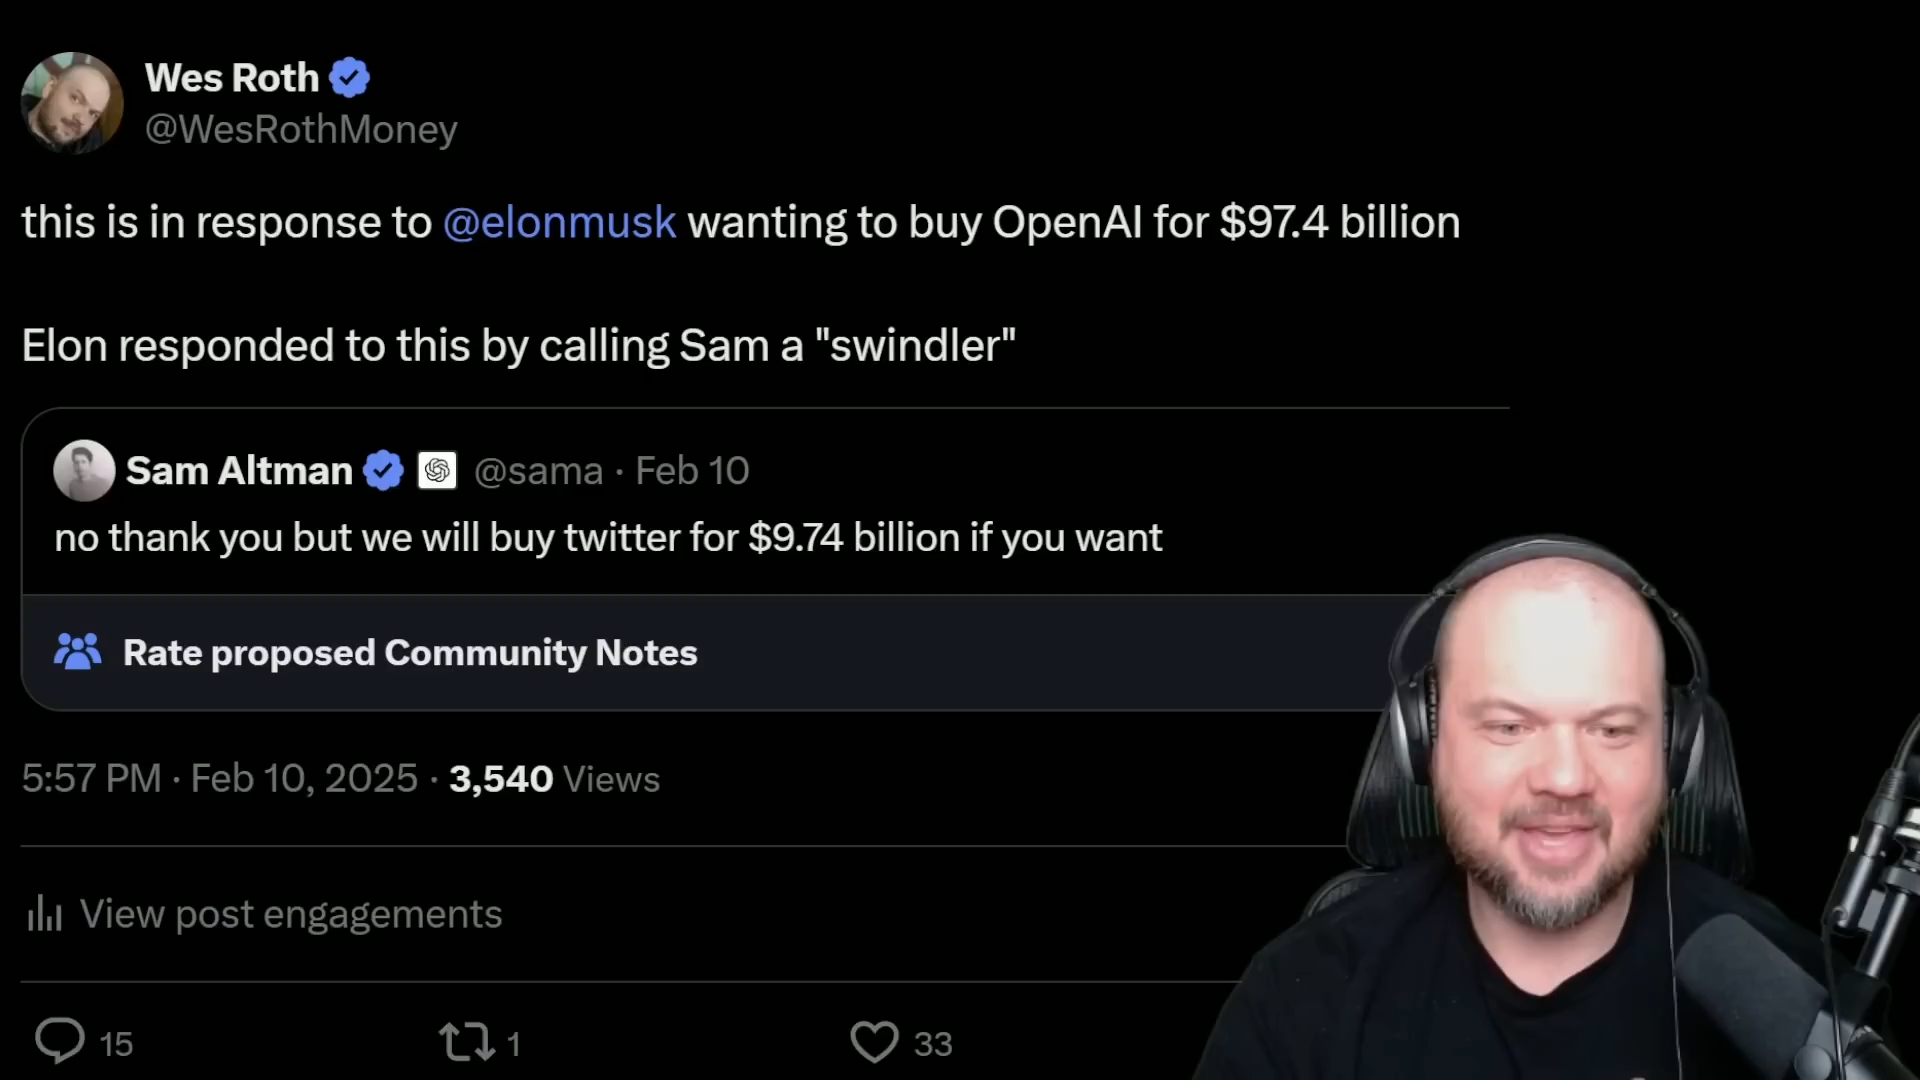 Wes Roth
@WesRothMoney
this is in response to @elonmusk wanting to buy OpenAI for $97.4 billion
Elon responded to this by calling Sam a "swindler"
Sam Altman @sama · Feb 10
no thank you but we will buy twitter for $9.74 billion if you want
Rate proposed Community Notes
5:57 PM · Feb 10, 2025 · 3,540 Views
View post engagements
15 1 33